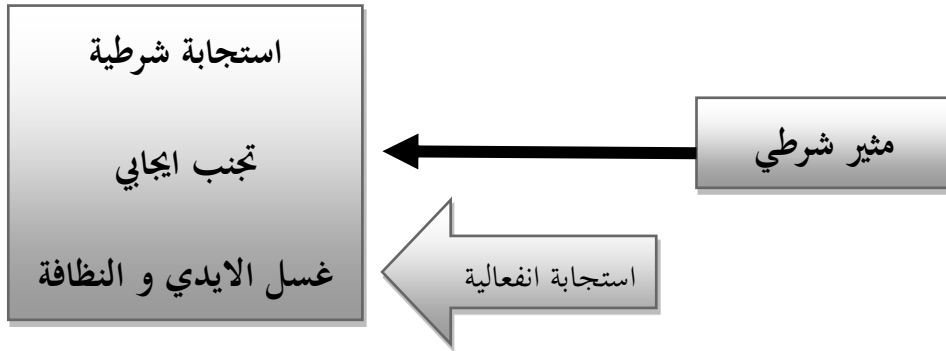 مثير شرطي
استجابة شرطية
تجنب ايجابي
غسل الايدي و النظافة
استجابة انفعالية